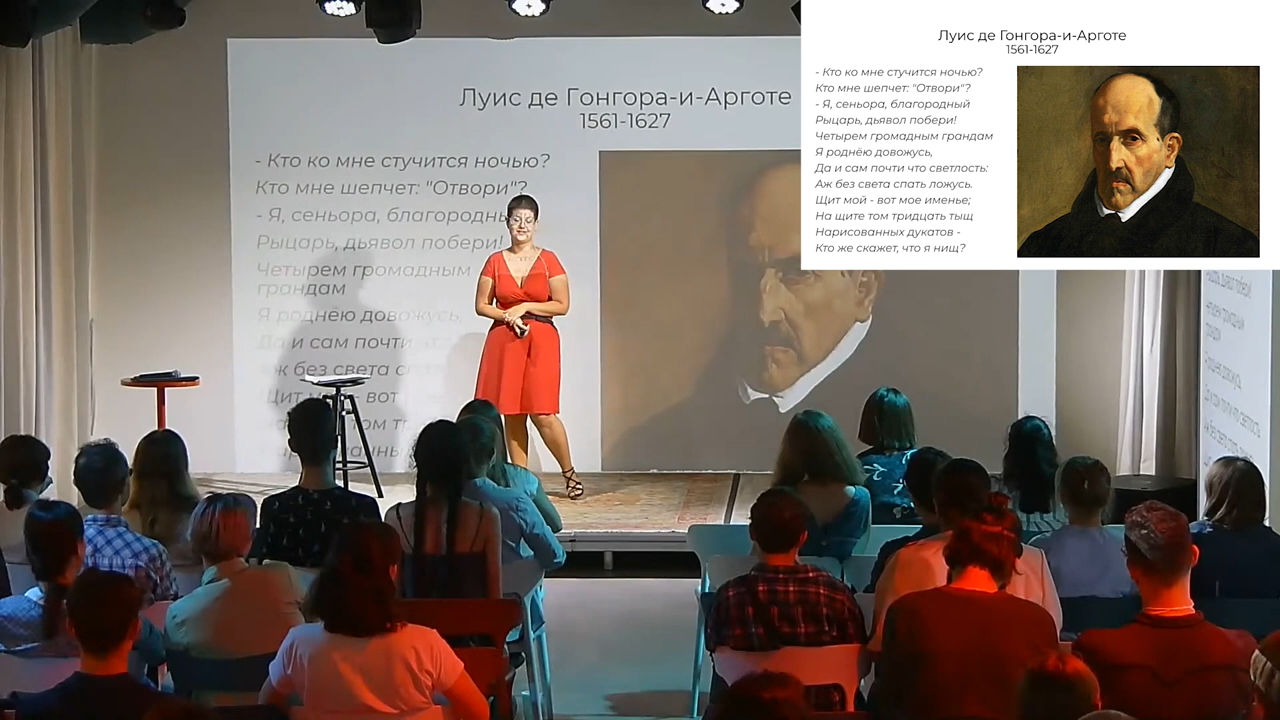 Луис де Гонгора-и-Арготе
1561-1627
- Кто ко мне стучится ночью?
Кто мне шепчет: "Отвори"?
- Я, сеньора, благородный
Рыцарь, дьявол побери!
Четырем громадным грандам
Я роднёю довожусь,
Да и сам почти что светлость:
Аж без света спать ложусь.
Щит мой - вот мое именье;
На щите том тридцать тыщ
Нарисованных дукатов -
Кто же скажет, что я нищ?
Луис де Гонгора-и-Арготе
1561-1627
- Кто ко мне стучится ночью?
Кто мне шепчет: "Отвори"?
- Я, сеньора, благородны
Рыцарь, дьявол побери!
Четырем громадным
грандам
Я роднёю довожусь,
Да и сам почти
Аж без света
Щит мой - вот